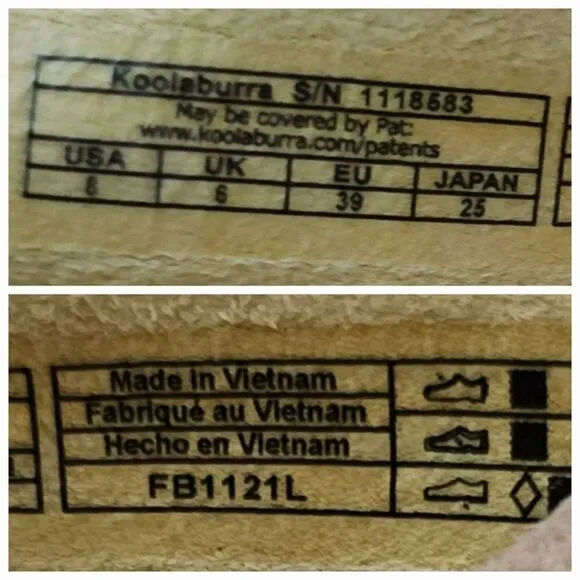 Koolaburra S/N 1118583
May be covered by Pat:
www.koolaburra.com/patents
USA UK EU JAPAN
8 6 39 25
Made in Vietnam
Fabriqué au Vietnam
Hecho en Vietnam
FB1121L